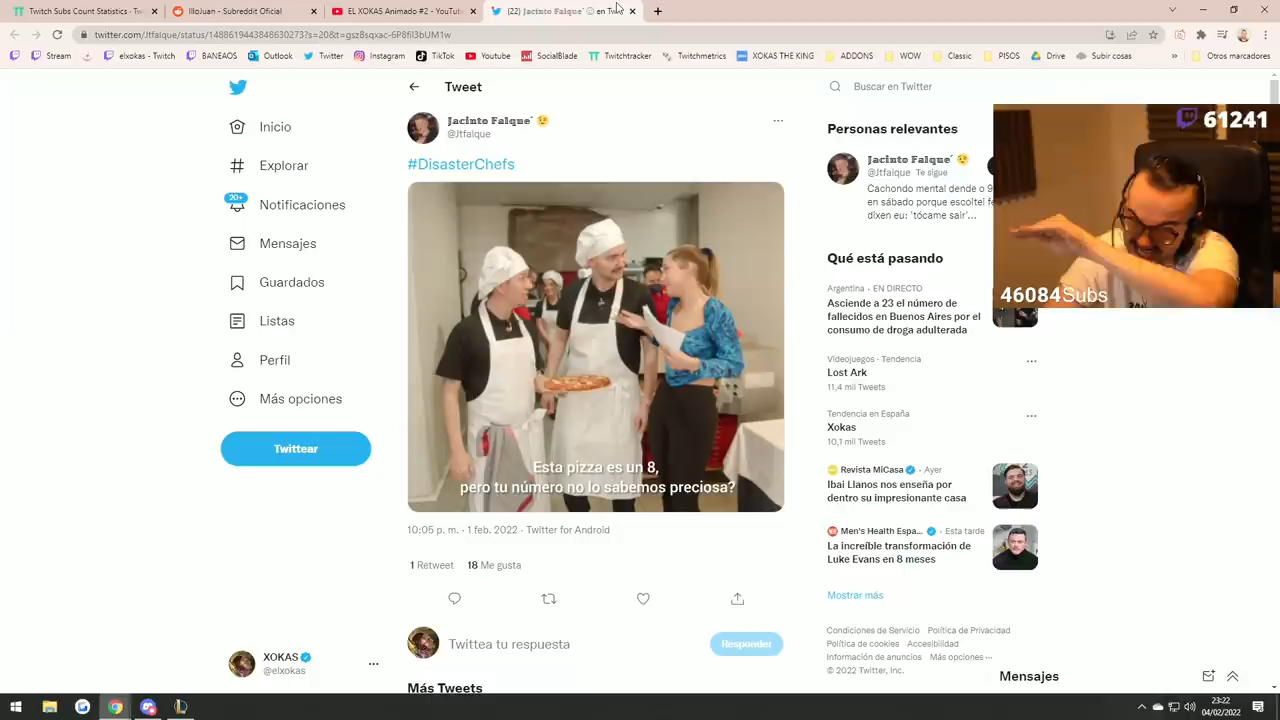 Twitch Subs Count Statistics · Tw
IlloJuan - Subreddit Oficial
EL XOKAS Animado #2 - YouTube
(22) Jacinto Falque' 😉 en Tw
twitter.com/Jtfalque/status/1488619443848630273?s=20&t=gsz8sqxac-6P8fiI3bUM1w
Stream
elxokas - Twitch
BANEAOS
Outlook
Twitter
Instagram
TikTok
Youtube
SocialBlade
Twitchtracker
Twitchmetrics
XOKAS THE KING
ADDONS
WOW
Classic
PISOS
Drive
Subir cosas
Otros marcadores
Inicio
Explorar
20+
Notificaciones
Mensajes
Guardados
Listas
Perfil
Más opciones
Twittear
XOKAS
@elxokas
Tweet
Jacinto Falque' 😉
@Jtfalque
#DisasterChefs
Esta pizza es un 8,
pero tu número no lo sabemos preciosa?
10:05 p. m. · 1 feb. 2022 · Twitter for Android
1 Retweet 18 Me gusta
Twittea tu respuesta
Responder
Más Tweets
Buscar en Twitter
Personas relevantes
Jacinto Falque' 😉
@Jtfalque Te sigue
Cachondo mental dende o 9
en sábado porque escoltei fe
dixen eu: 'tócame sair'...
61241
46084Subs
Qué está pasando
Argentina · EN DIRECTO
Asciende a 23 el número de
fallecidos en Buenos Aires por el
consumo de droga adulterada
Videojuegos · Tendencia
Lost Ark
11,4 mil Tweets
Tendencia en España
Xokas
10,1 mil Tweets
Revista MiCasa · Ayer
Ibai Llanos nos enseña por
dentro su impresionante casa
Men's Health Espa... · Esta tarde
La increíble transformación de
Luke Evans en 8 meses
Mostrar más
Condiciones de Servicio Política de Privacidad
Política de cookies Accesibilidad
Información de anuncios Más opciones ···
© 2022 Twitter, Inc.
Mensajes
23:22
04/02/2022